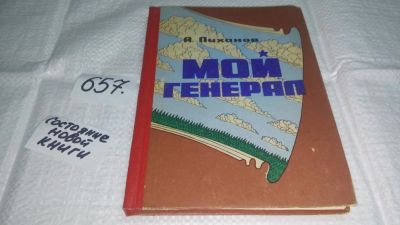 657.
состояние
новой
книги
А. Лиханов
МОЙ
ГЕНЕРАЛ